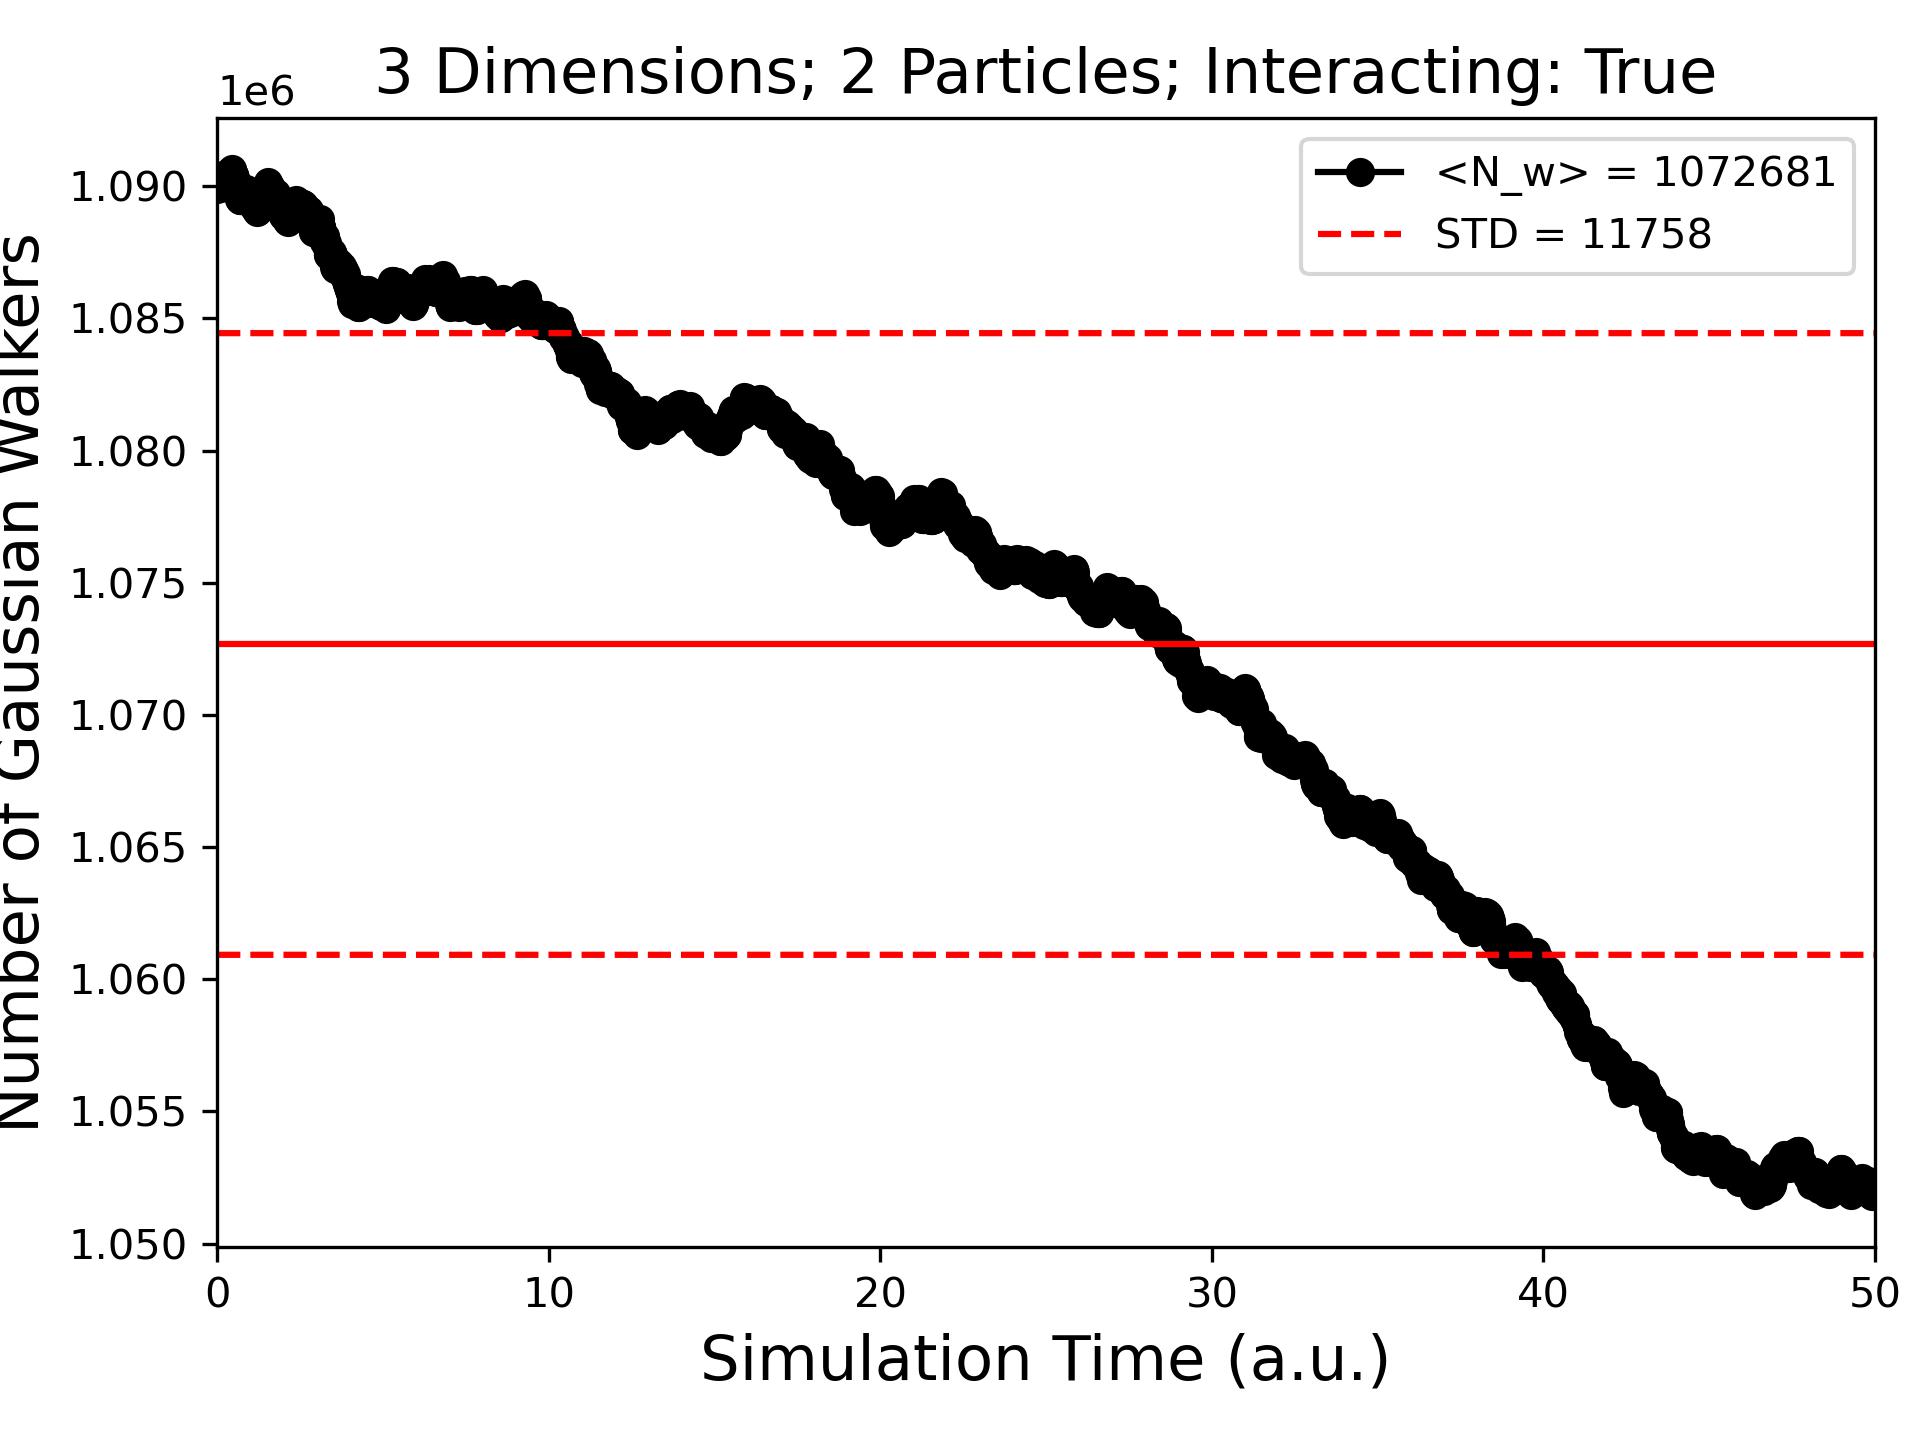 3 Dimensions; 2 Particles; Interacting: True
1e6
<N_w> = 1072681
STD = 11758
1.090
1.085
1.080
1.075
1.070
1.065
1.060
1.055
1.050
Number of Gaussian Walkers
0 10 20 30 40 50
Simulation Time (a.u.)